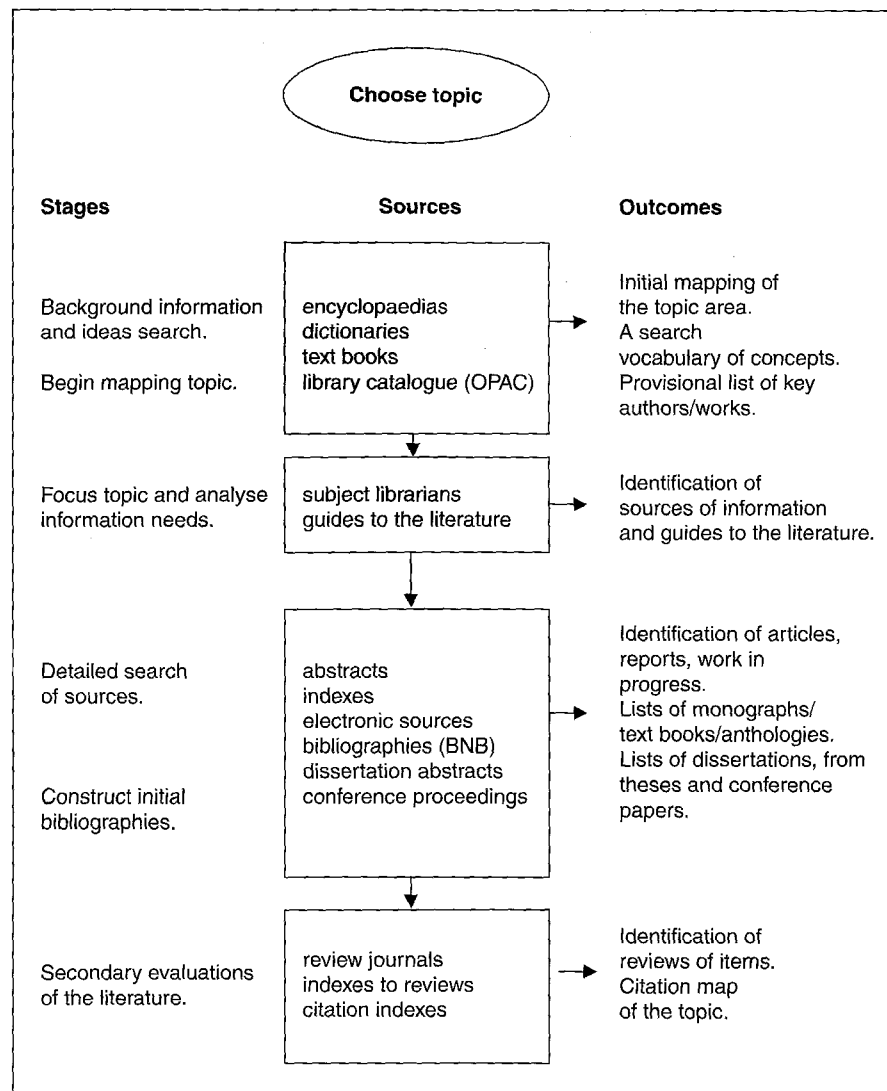 Choose topic
Stages
Sources
Outcomes
Background information
and ideas search.
Begin mapping topic.
encyclopaedias
dictionaries
text books
library catalogue (OPAC)
Initial mapping of
the topic area.
A search
vocabulary of concepts.
Provisional list of key
authors/works.
Focus topic and analyse
information needs.
subject librarians
guides to the literature
Identification of
sources of information
and guides to the literature.
Detailed search
of sources.
Construct initial
bibliographies.
abstracts
indexes
electronic sources
bibliographies (BNB)
dissertation abstracts
conference proceedings
Identification of articles,
reports, work in
progress.
Lists of monographs/
text books/anthologies.
Lists of dissertations, from
theses and conference
papers.
Secondary evaluations
of the literature.
review journals
indexes to reviews
citation indexes
Identification of
reviews of items.
Citation map
of the topic.